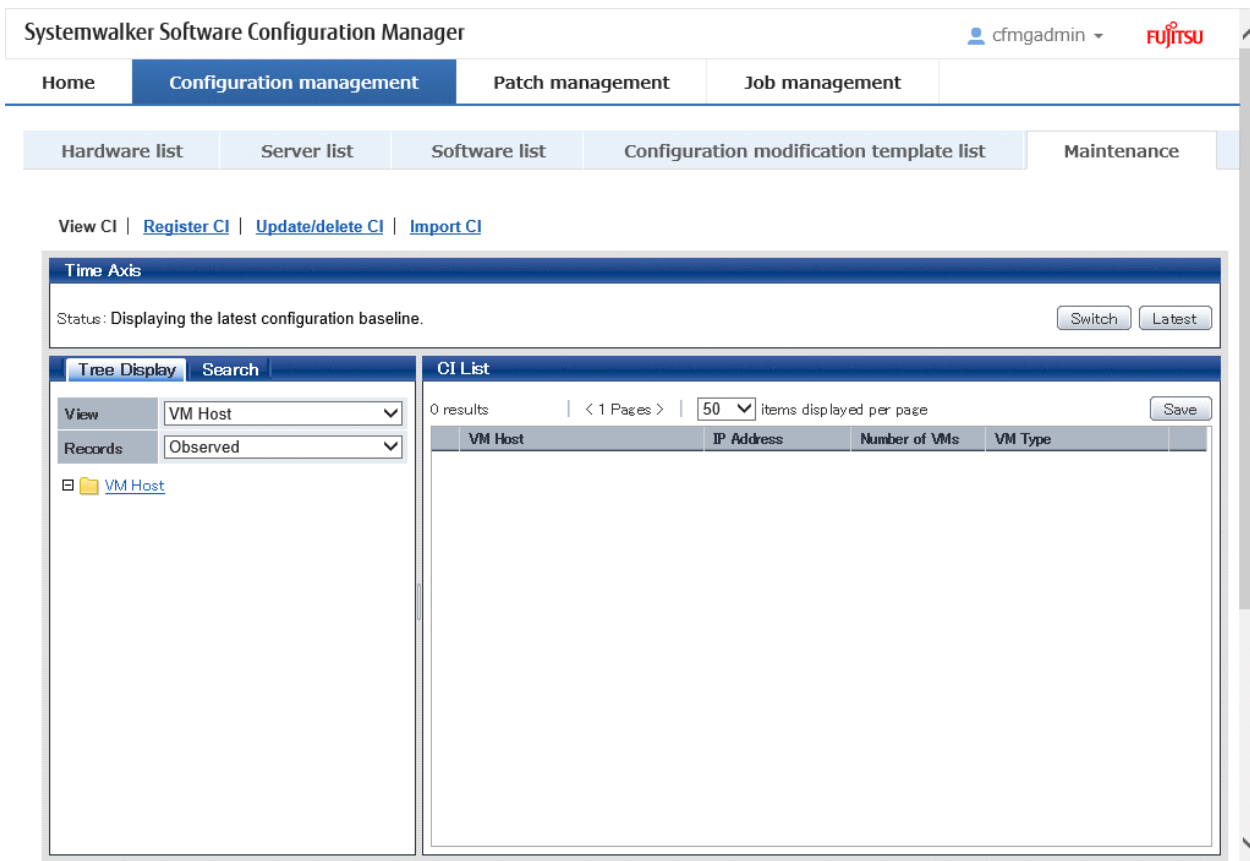 Systemwalker Software Configuration Manager cfmgadmin FUJITSU
Home Configuration management Patch management Job management
Hardware list Server list Software list Configuration modification template list Maintenance
View CI | Register CI | Update/delete CI | Import CI
Time Axis
Status: Displaying the latest configuration baseline. Switch Latest
Tree Display Search CI List
View VM Host 0 results | < 1 Pages > | 50 items displayed per page Save
Records Observed VM Host IP Address Number of VMs VM Type
VM Host